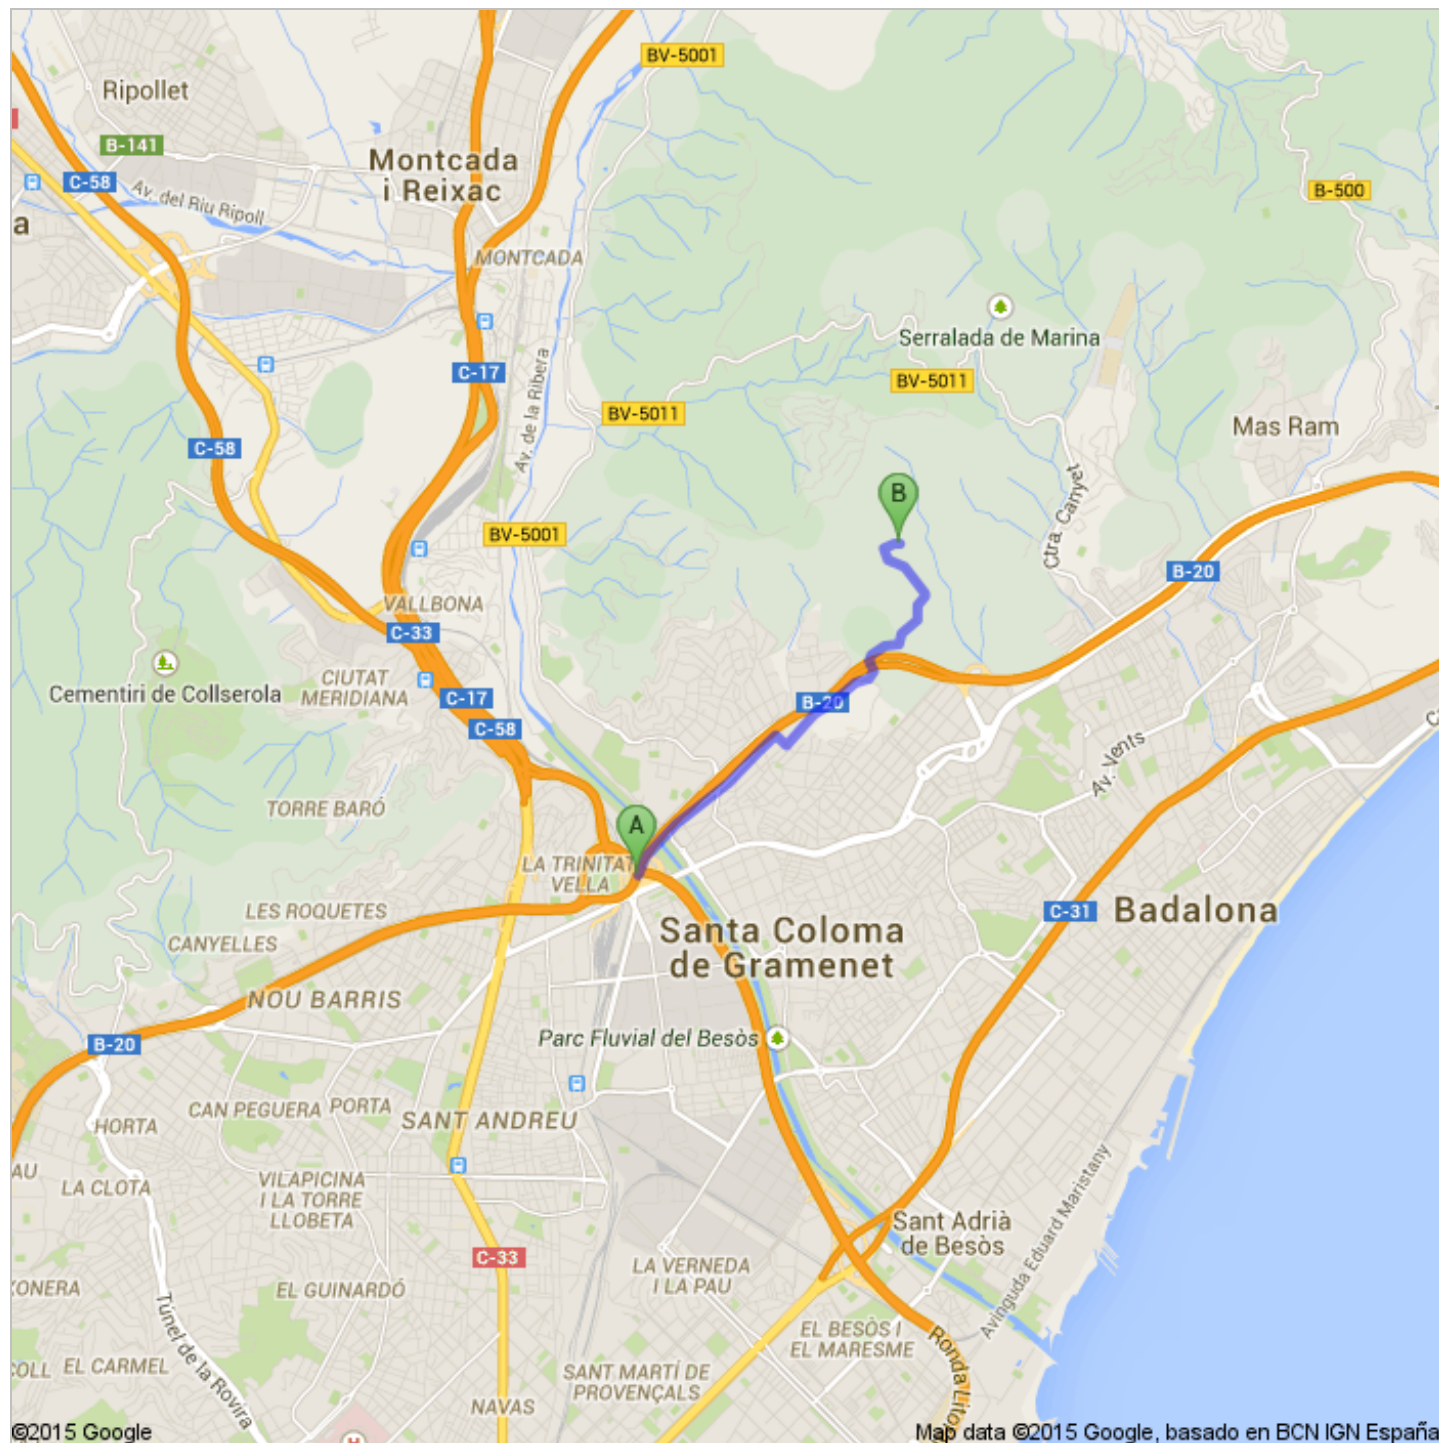 BV-5001
Ripollet
B-141
Montcada
i Reixac
C-58
Av. del Riu Ripoll
B-500
a
MONTCADA
Serralada de Marina
C-17
Av. de la Ribera
BV-5011
BV-5011
Mas Ram
C-58
B
Ctra. Canyet
BV-5001
B-20
VALLBONA
C-33
CIUTAT
MERIDIANA
Cementiri de Collserola
C-17
B-20
C-58
Av. Vents
TORRE BARÓ
A
LA TRINITAT
VELLA
LES ROQUETES
C-31
Badalona
CANYELLES
Santa Coloma
de Gramenet
NOU BARRIS
B-20
Parc Fluvial del Besòs
CAN PEGUERA
PORTA
SANT ANDREU
HORTA
AU
LA CLOTA
VILAPICINA
I LA TORRE
LLOBETA
Avinguda Eduard Maristany
Sant Adrià
de Besòs
C-33
LA VERNEDA
I LA PAU
XONERA
EL GUINARDÓ
Túnel de la Rovira
EL BESÒS I
EL MARESME
COLL
EL CARMEL
SANT MARTÍ DE
PROVENÇALS
Ronda Litor
NAVAS
H
©2015 Google
Map data ©2015 Google, basado en BCN IGN España